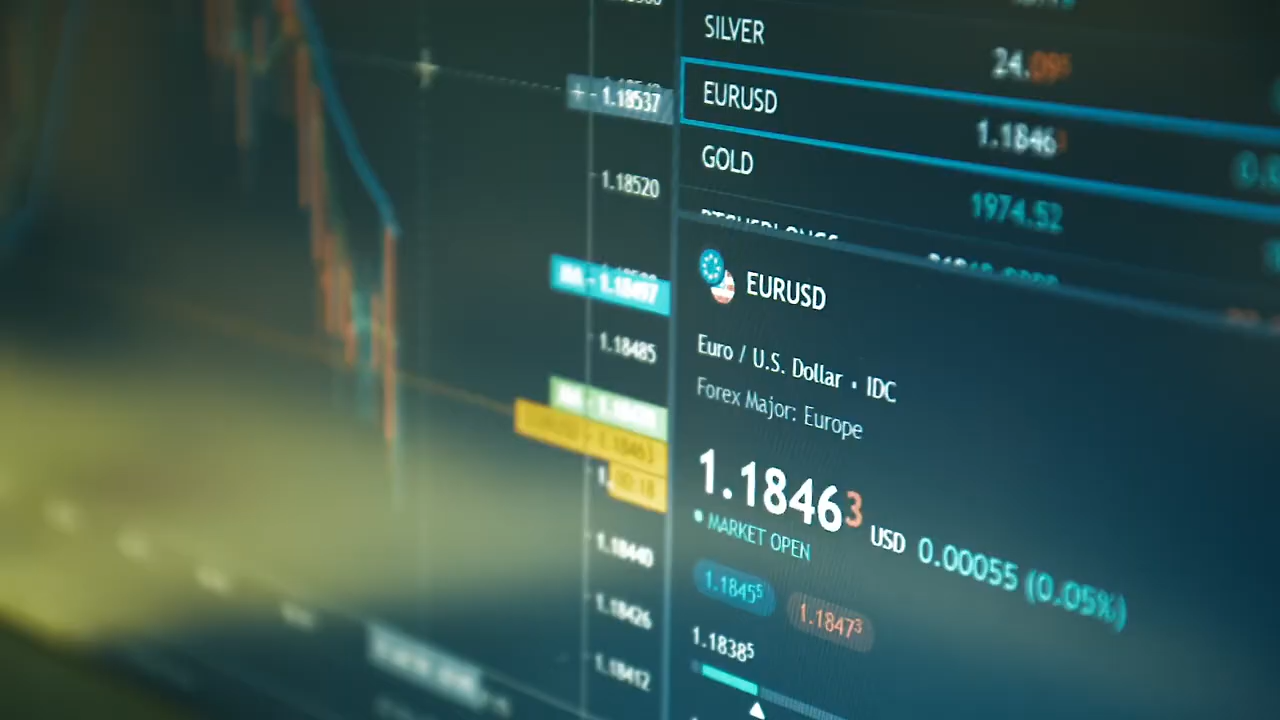 SILVER
24.095
EURUSD
1.18463
GOLD
1974.52
+ - 1.18537
1.18520
1.18485
1.18440
1.18426
1.18412
EURUSD
Euro / U.S. Dollar • IDC
Forex Major: Europe
1.18463 USD 0.00055 (0.05%)
• MARKET OPEN
1.18455
1.18473
1.18385